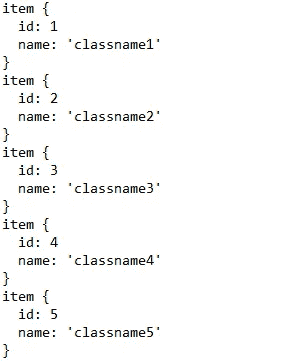 item {
  id: 1
  name: 'classname1'
}
item {
  id: 2
  name: 'classname2'
}
item {
  id: 3
  name: 'classname3'
}
item {
  id: 4
  name: 'classname4'
}
item {
  id: 5
  name: 'classname5'
}